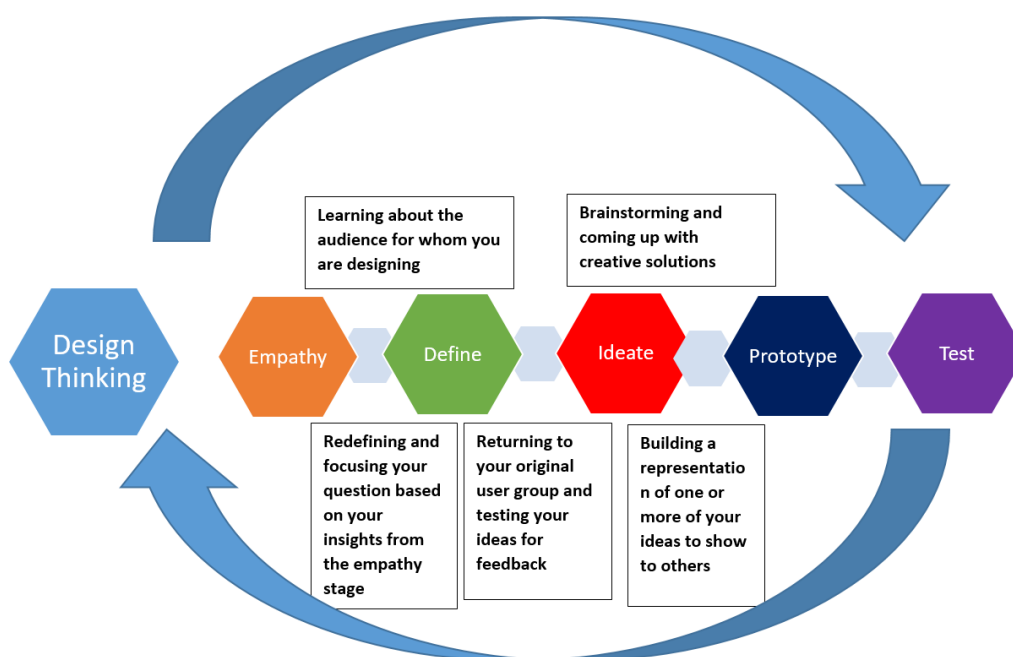 Learning about the
audience for whom you
are designing
Brainstorming and
coming up with
creative solutions
Design
Thinking
Empathy
Define
Ideate
Prototype
Test
Redefining and
focusing your
question based
on your
insights from
the empathy
stage
Returning to
your original
user group and
testing your
ideas for
feedback
Building a
representatio
n of one or
more of your
ideas to show
to others